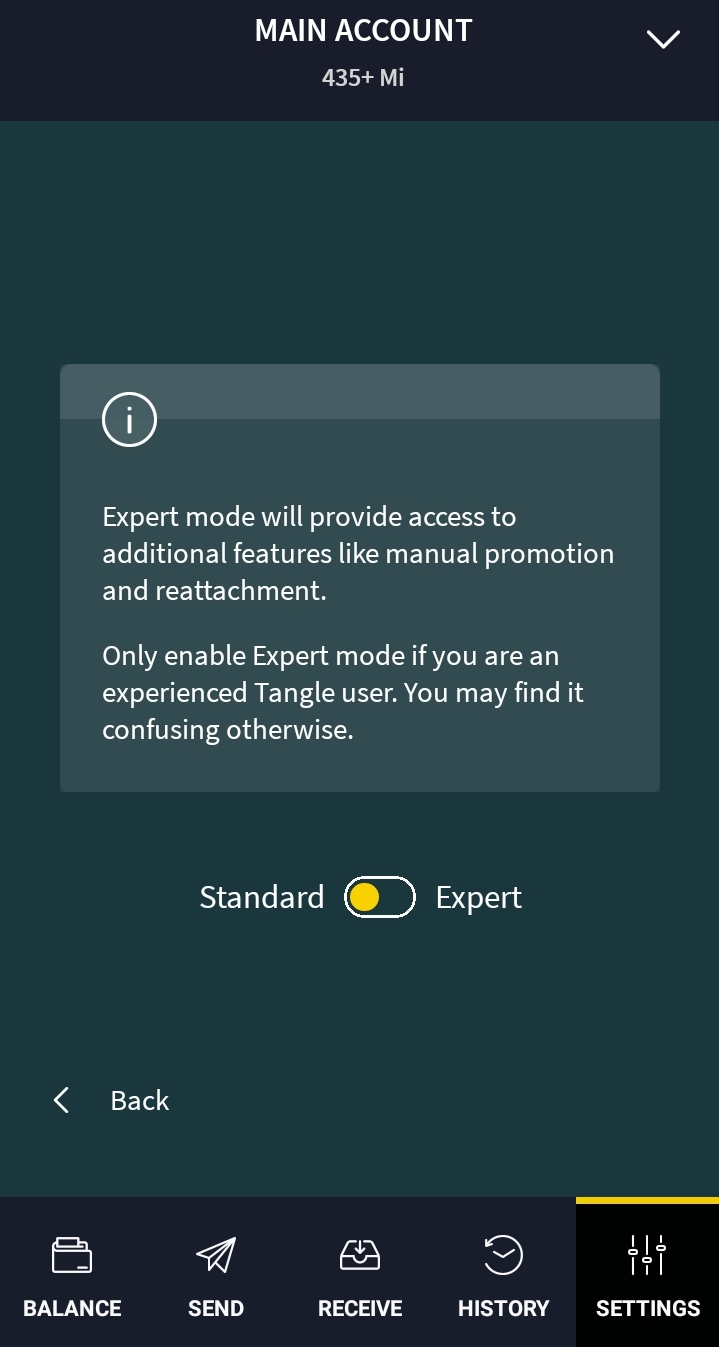 MAIN ACCOUNT
435+ Mi
i
Expert mode will provide access to
additional features like manual promotion
and reattachment.
Only enable Expert mode if you are an
experienced Tangle user. You may find it
confusing otherwise.
Standard Expert
Back
BALANCE SEND RECEIVE HISTORY SETTINGS